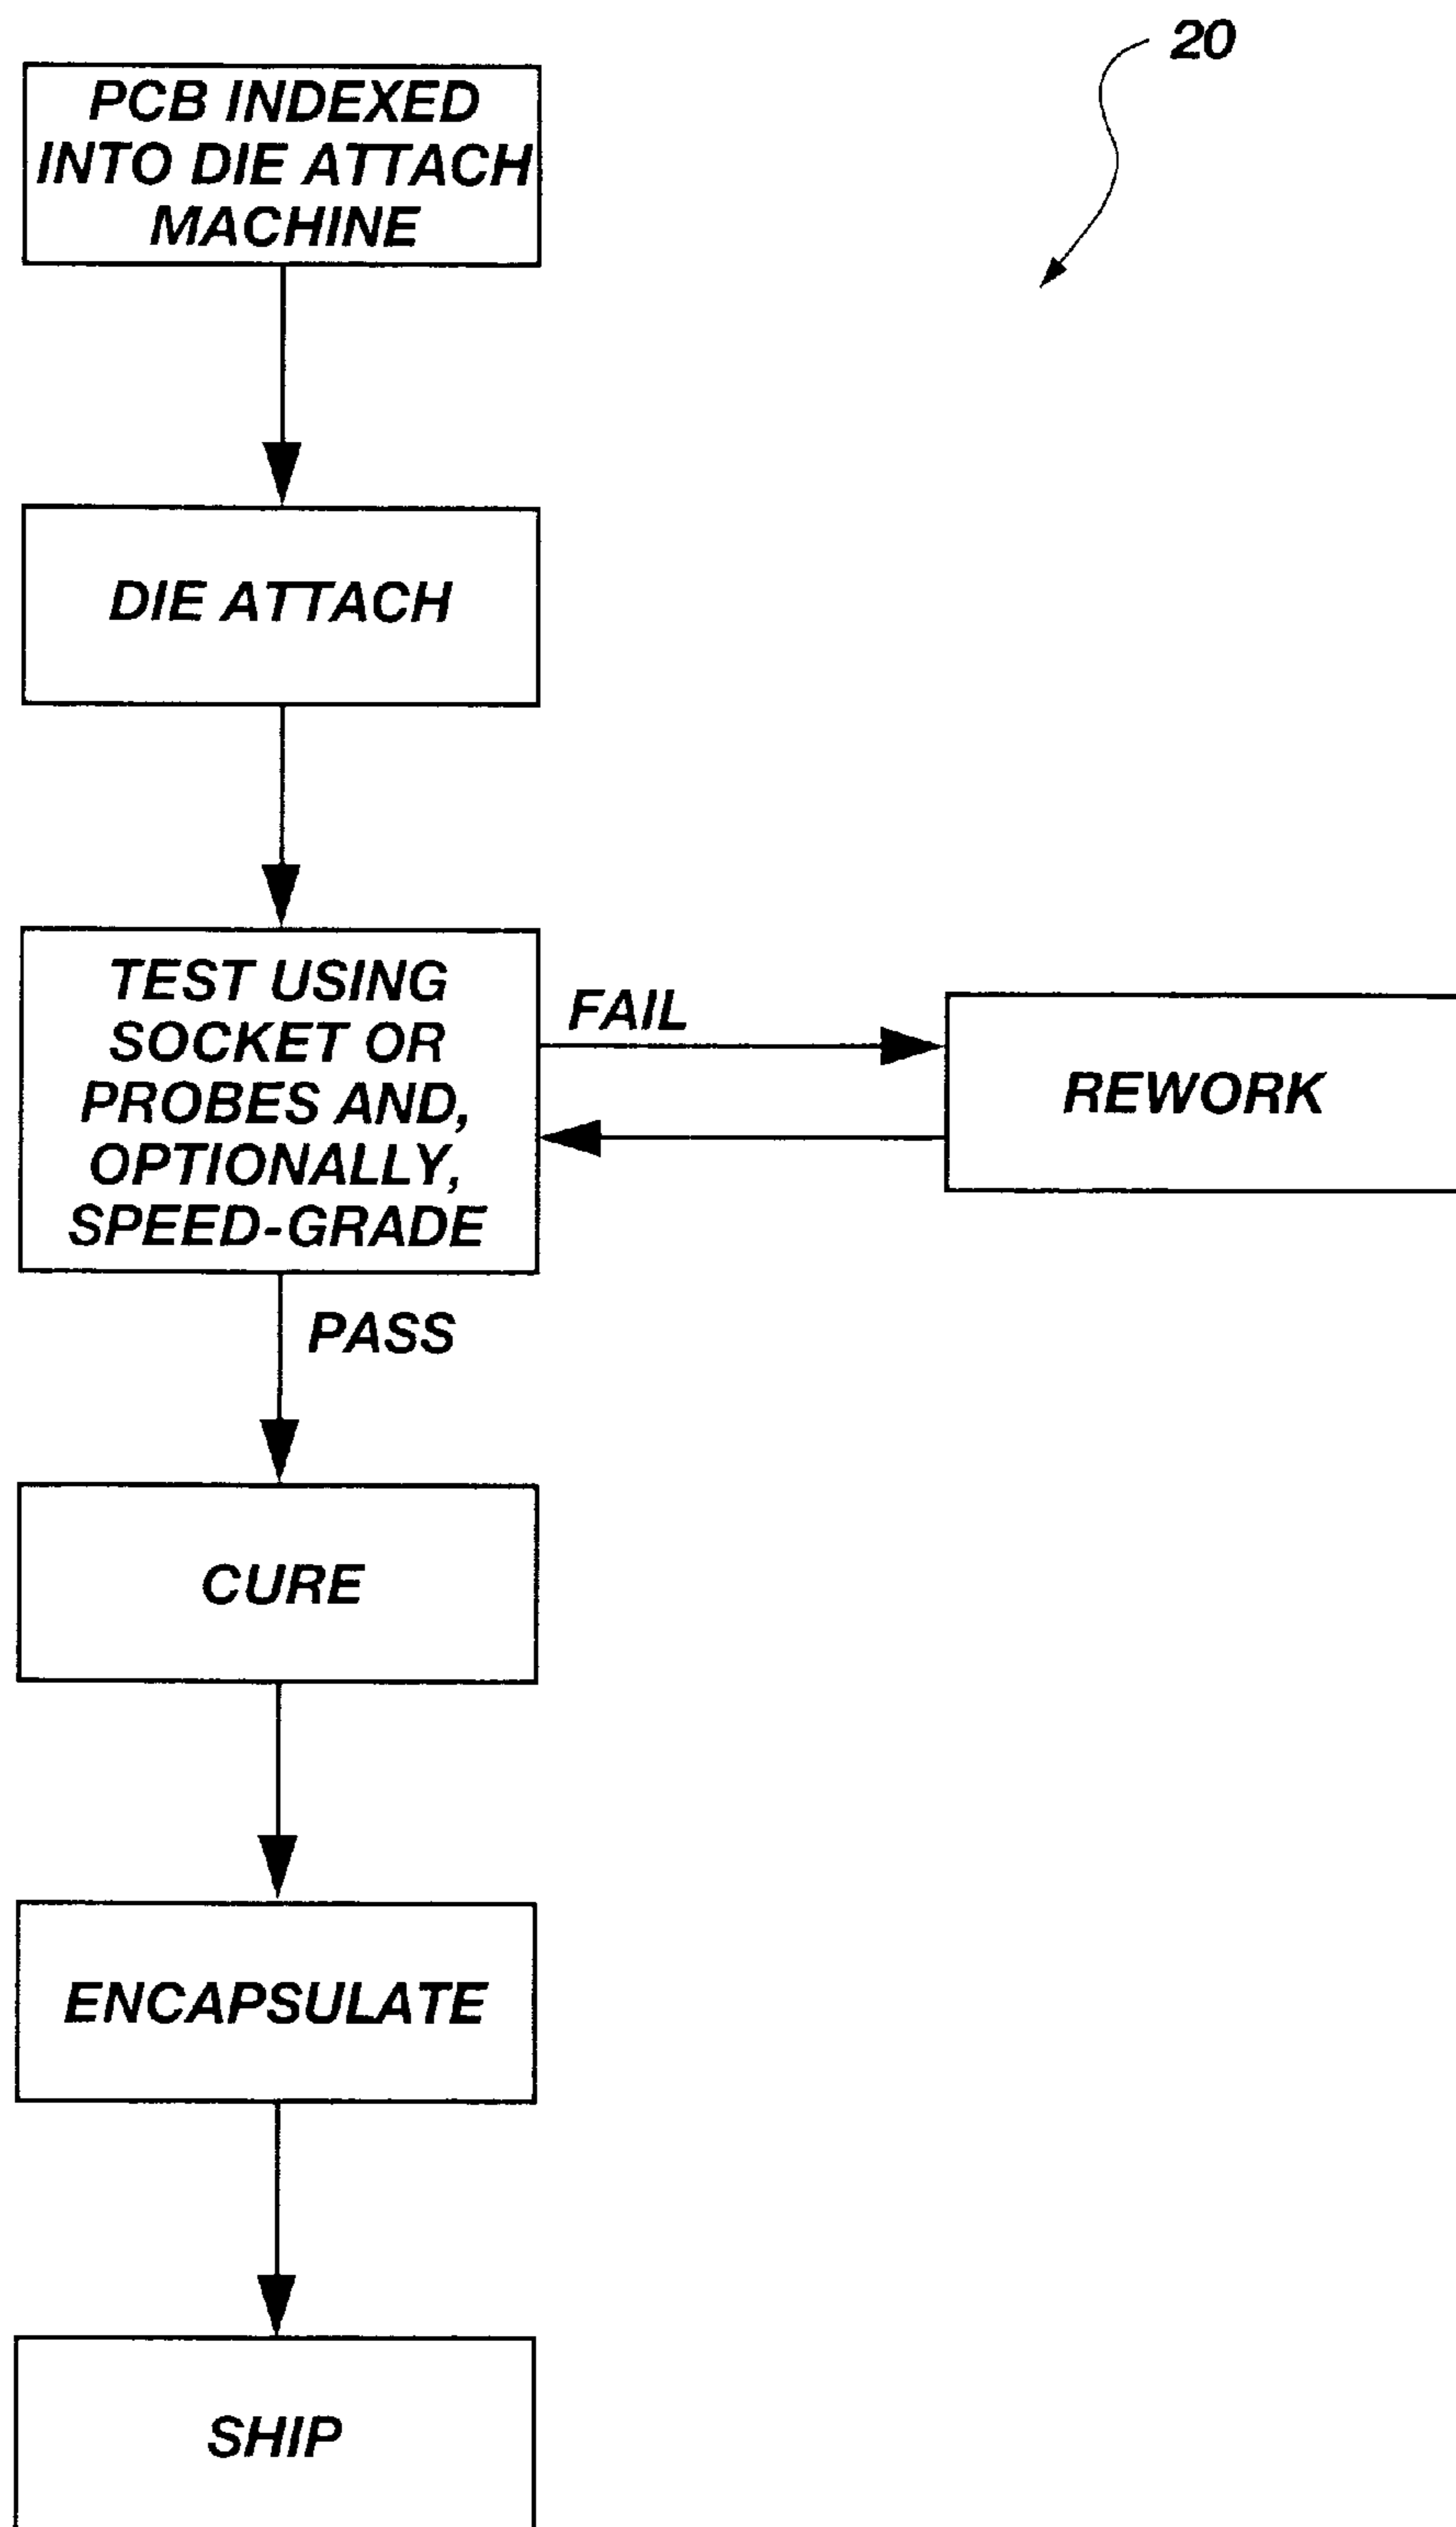 20
PCB INDEXED
INTO DIE ATTACH
MACHINE
DIE ATTACH
TEST USING
SOCKET OR
PROBES AND,
OPTIONALLY,
SPEED-GRADE
FAIL
REWORK
PASS
CURE
ENCAPSULATE
SHIP